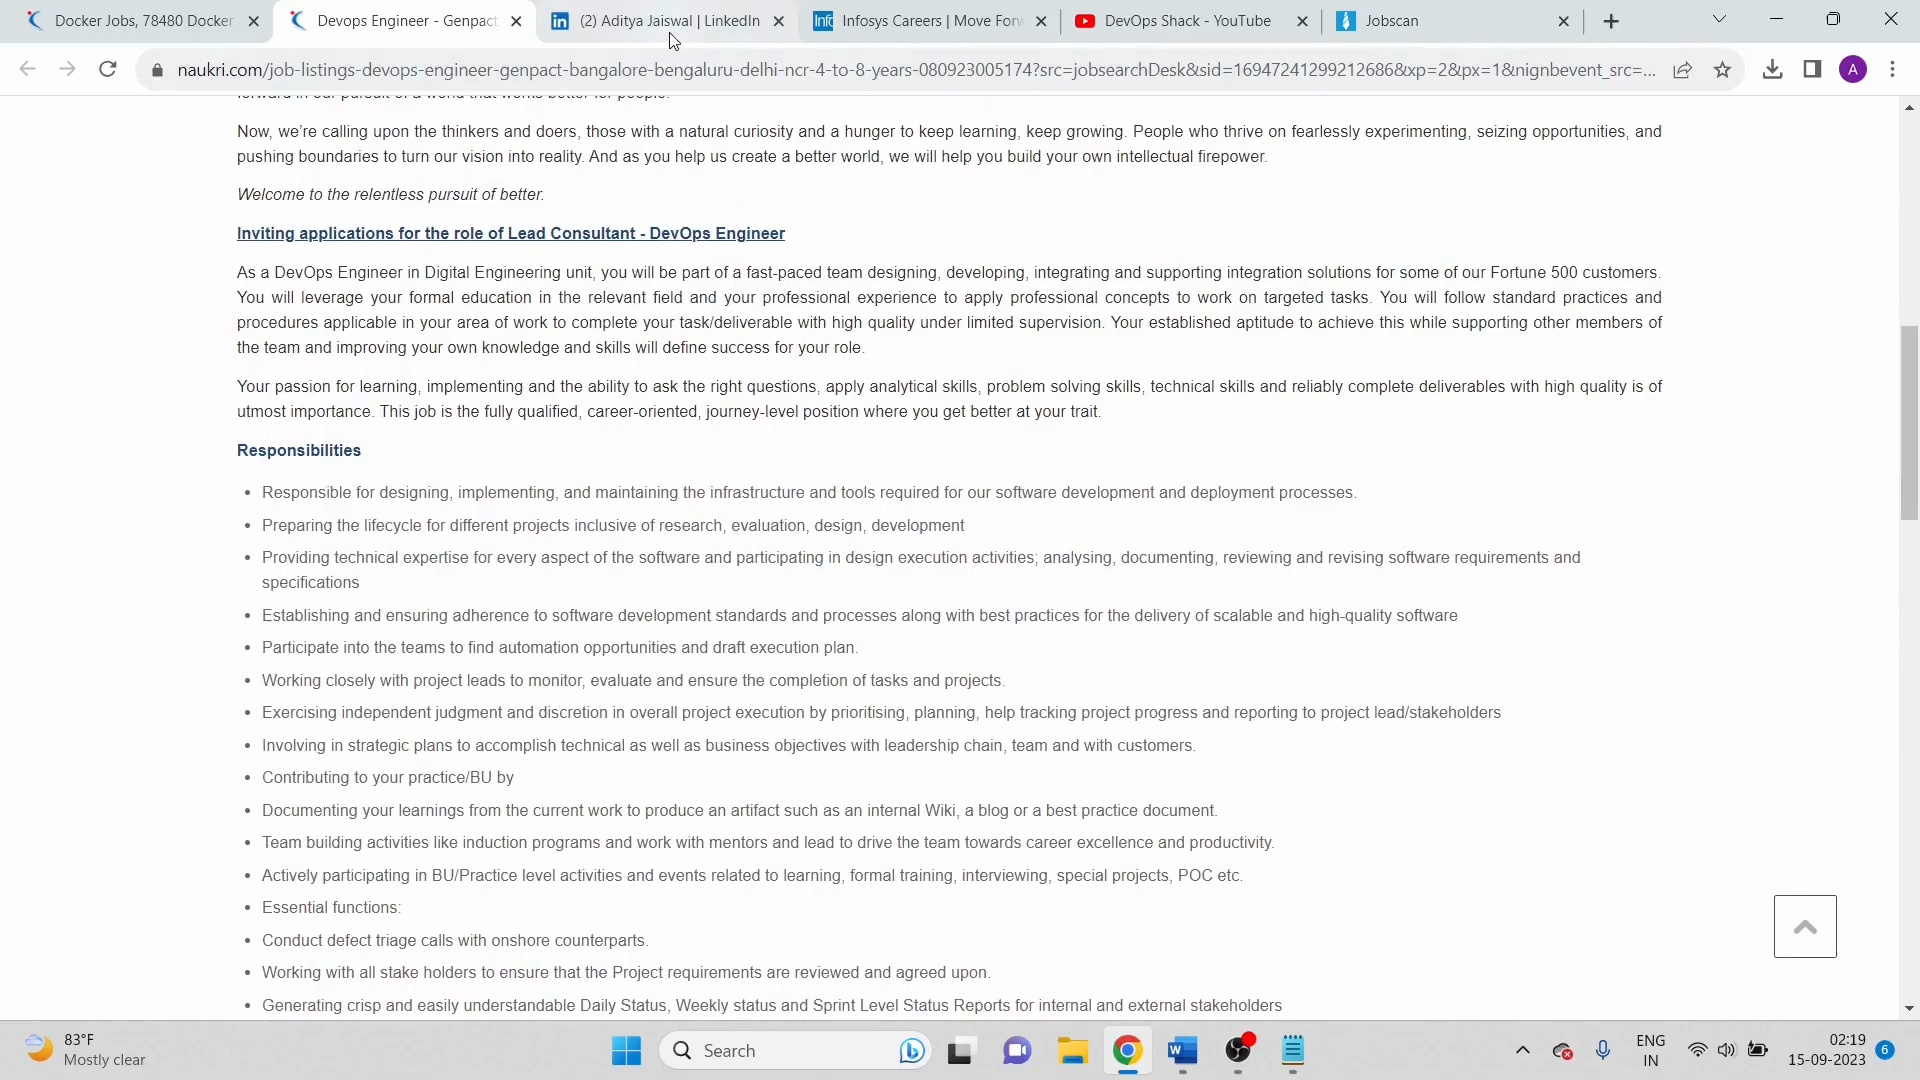 Docker Jobs, 78480 Docker
Devops Engineer - Genpact
(2) Aditya Jaiswal | LinkedIn
Infosys Careers | Move Forw
DevOps Shack - YouTube
Jobscan
naukri.com/job-listings-devops-engineer-genpact-bangalore-bengaluru-delhi-ncr-4-to-8-years-080923005174?src=jobsearchDesk&sid=16947241299212686&xp=2&px=1&nignbevent_src=...
A
Now, we're calling upon the thinkers and doers, those with a natural curiosity and a hunger to keep learning, keep growing. People who thrive on fearlessly experimenting, seizing opportunities, and
pushing boundaries to turn our vision into reality. And as you help us create a better world, we will help you build your own intellectual firepower.
Welcome to the relentless pursuit of better.
Inviting applications for the role of Lead Consultant - DevOps Engineer
As a DevOps Engineer in Digital Engineering unit, you will be part of a fast-paced team designing, developing, integrating and supporting integration solutions for some of our Fortune 500 customers.
You will leverage your formal education in the relevant field and your professional experience to apply professional concepts to work on targeted tasks. You will follow standard practices and
procedures applicable in your area of work to complete your task/deliverable with high quality under limited supervision. Your established aptitude to achieve this while supporting other members of
the team and improving your own knowledge and skills will define success for your role.
Your passion for learning, implementing and the ability to ask the right questions, apply analytical skills, problem solving skills, technical skills and reliably complete deliverables with high quality is of
utmost importance. This job is the fully qualified, career-oriented, journey-level position where you get better at your trait.
Responsibilities
• Responsible for designing, implementing, and maintaining the infrastructure and tools required for our software development and deployment processes.
• Preparing the lifecycle for different projects inclusive of research, evaluation, design, development
• Providing technical expertise for every aspect of the software and participating in design execution activities; analysing, documenting, reviewing and revising software requirements and
specifications
• Establishing and ensuring adherence to software development standards and processes along with best practices for the delivery of scalable and high-quality software
• Participate into the teams to find automation opportunities and draft execution plan.
• Working closely with project leads to monitor, evaluate and ensure the completion of tasks and projects.
• Exercising independent judgment and discretion in overall project execution by prioritising, planning, help tracking project progress and reporting to project lead/stakeholders
• Involving in strategic plans to accomplish technical as well as business objectives with leadership chain, team and with customers.
• Contributing to your practice/BU by
• Documenting your learnings from the current work to produce an artifact such as an internal Wiki, a blog or a best practice document.
• Team building activities like induction programs and work with mentors and lead to drive the team towards career excellence and productivity.
• Actively participating in BU/Practice level activities and events related to learning, formal training, interviewing, special projects, POC etc.
• Essential functions:
• Conduct defect triage calls with onshore counterparts.
• Working with all stake holders to ensure that the Project requirements are reviewed and agreed upon.
• Generating crisp and easily understandable Daily Status, Weekly status and Sprint Level Status Reports for internal and external stakeholders
83°F
Mostly clear
Search
ENG
IN
02:19
15-09-2023
6